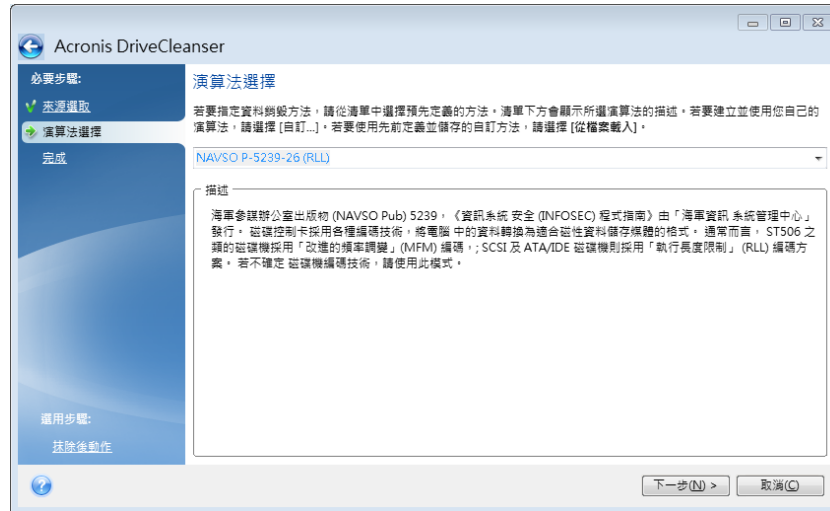 Acronis DriveCleanser
必要步驟:
來源選取
演算法選擇
完成
選用步驟:
抹除後動作
演算法選擇
若要指定資料銷毀方法，請從清單中選擇預先定義的方法。清單下方會顯示所選演算法的描述。若要建立並使用您自己的
演算法，請選擇 [自訂...]。若要使用先前定義並儲存的自訂方法，請選擇 [從檔案載入]。
NAVSO P-5239-26 (RLL)
描述
海軍參謀辦公室出版物 (NAVSO Pub) 5239，《資訊系統 安全 (INFOSEC) 程式指南》由「海軍資訊 系統管理中心」
發行。 磁碟控制卡採用各種編碼技術，將電腦 中的資料轉換為適合磁性資料儲存媒體的格式。 通常而言， ST506 之
類的磁碟機採用「改進的頻率調變」(MFM) 編碼，; SCSI 及 ATA/IDE 磁碟機則採用「執行長度限制」 (RLL) 編碼方
案。 若不確定 磁碟機編碼技術，請使用此模式。
下一步(N) >
取消(C)